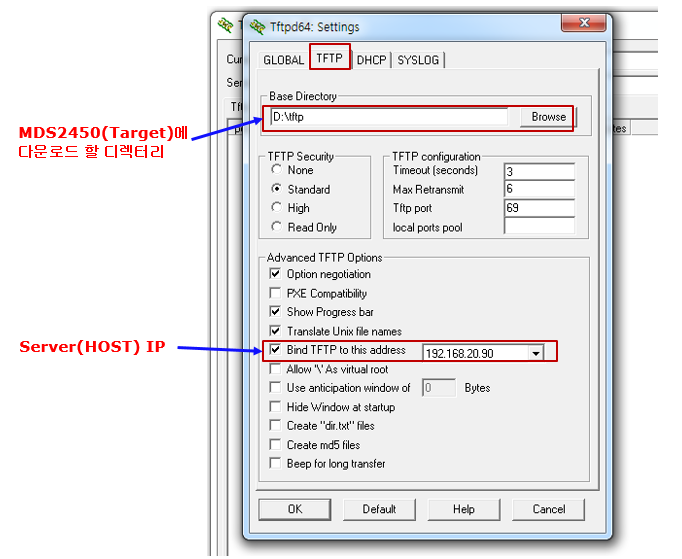 Tftpd64: Settings
GLOBAL TFTP DHCP SYSLOG
Base Directory
D:\tftp Browse
MDS2450(Target)에
다운로드 할 디렉터리
TFTP Security
None
Standard
High
Read Only
TFTP configuration
Timeout (seconds) 3
Max Retransmit 6
Tftp port 69
local ports pool
Advanced TFTP Options
Option negotiation
PXE Compatibility
Show Progress bar
Translate Unix file names
Server(HOST) IP
Bind TFTP to this address 192.168.20.90
Allow '\' As virtual root
Use anticipation window of 0 Bytes
Hide Window at startup
Create "dir.txt" files
Create md5 files
Beep for long transfer
OK Default Help Cancel